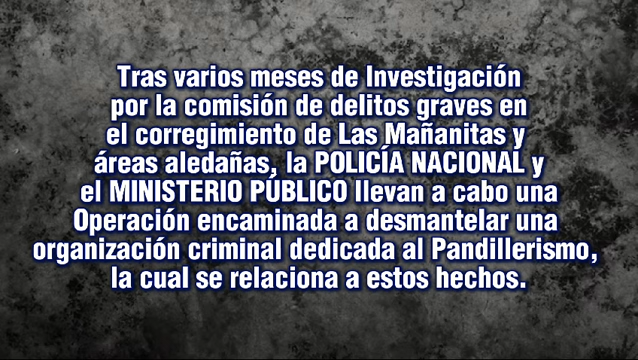 Tras varios meses de Investigación
por la comisión de delitos graves en
el corregimiento de Las Mañanitas y
áreas aledañas, la POLICÍA NACIONAL y
el MINISTERIO PÚBLICO llevan a cabo una
Operación encaminada a desmantelar una
organización criminal dedicada al Pandillerismo,
la cual se relaciona a estos hechos.